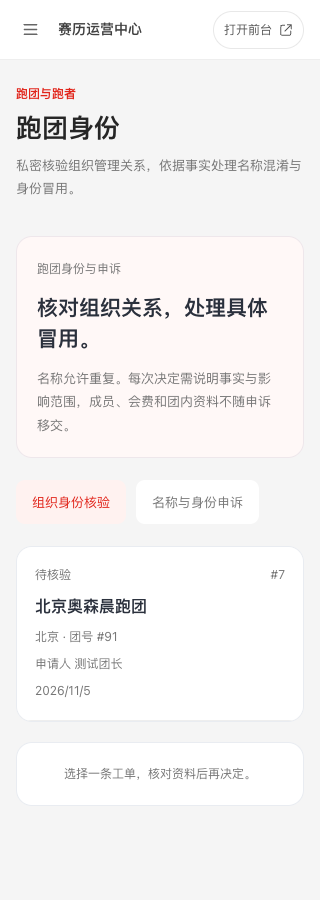 赛历运营中心
打开前台
跑团与跑者
跑团身份
私密核验组织管理关系，依据事实处理名称混淆与
身份冒用。
跑团身份与申诉
核对组织关系，处理具体
冒用。
名称允许重复。每次决定需说明事实与影
响范围，成员、会费和团内资料不随申诉
移交。
组织身份核验
名称与身份申诉
待核验
#7
北京奥森晨跑团
北京 · 团号 #91
申请人 测试团长
2026/11/5
选择一条工单，核对资料后再决定。